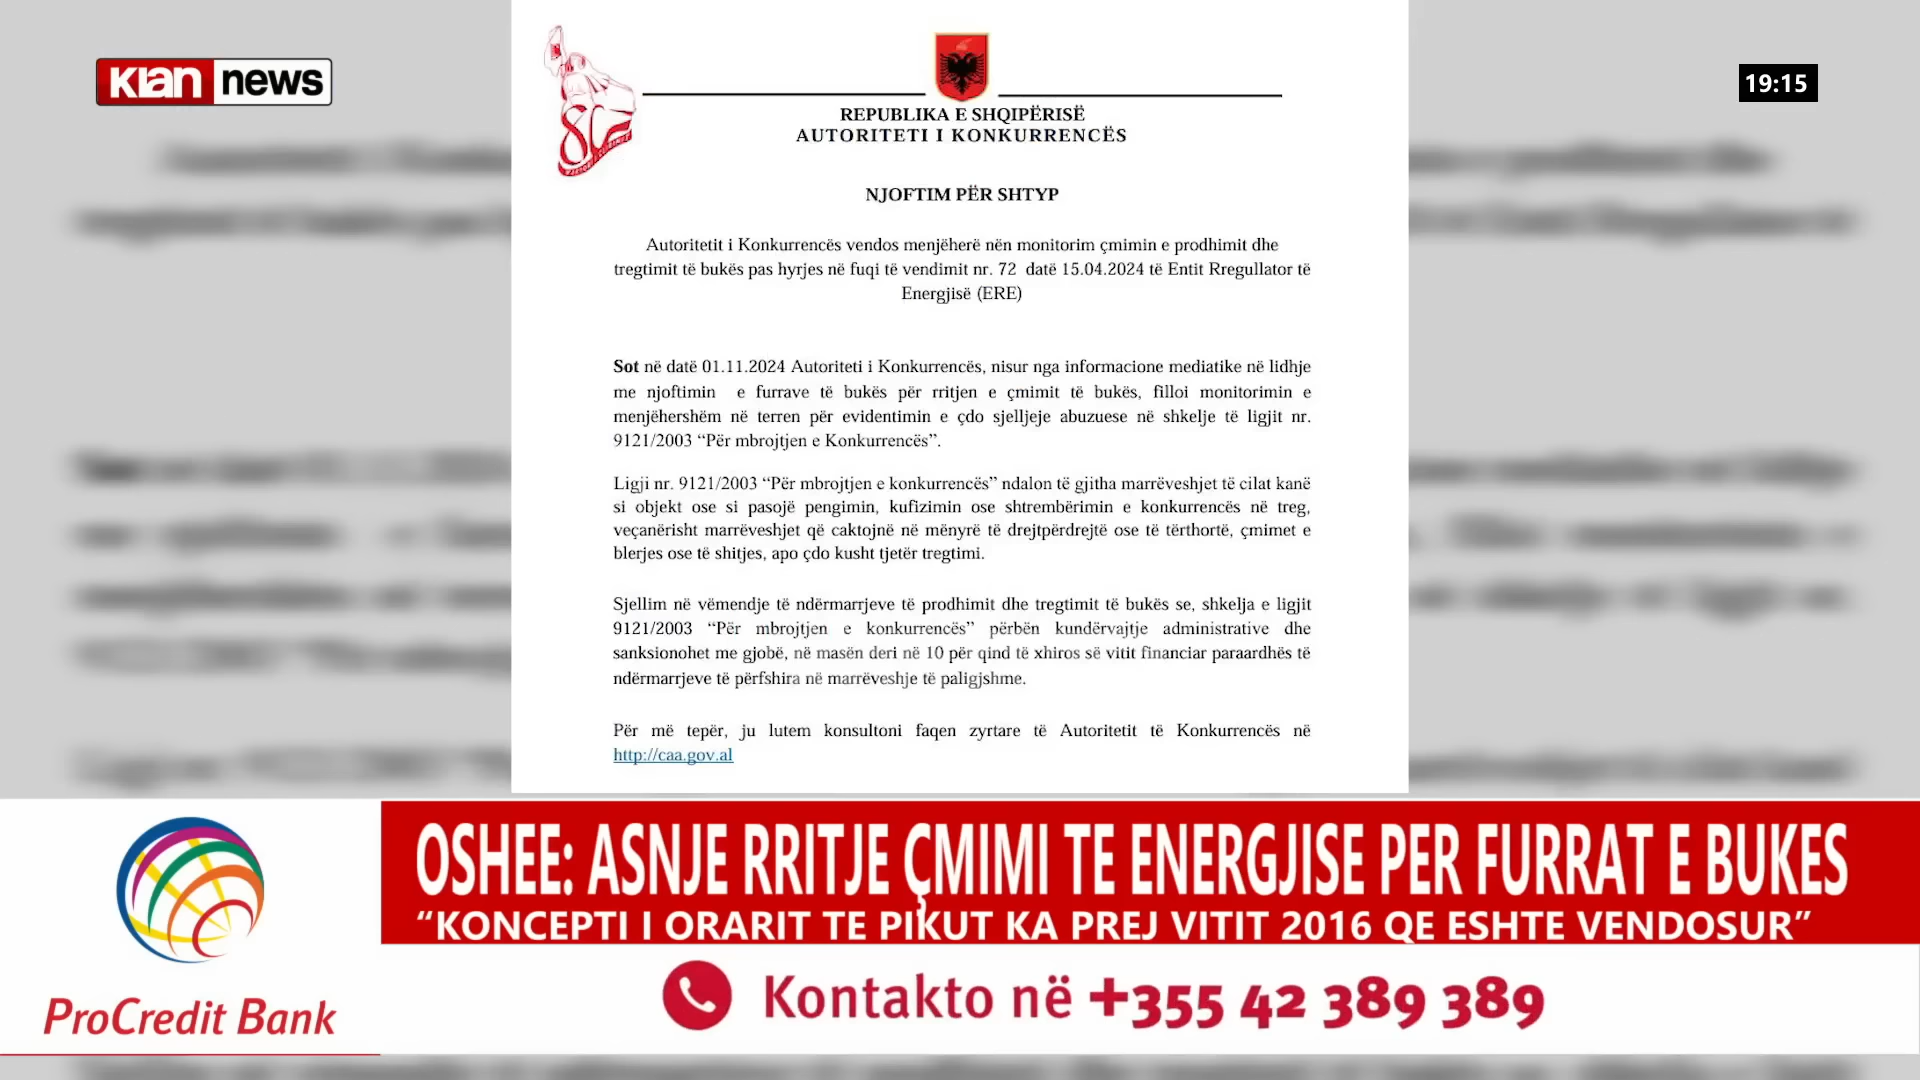 Klan news
19:15
80
REPUBLIKA E SHQIPËRISË
AUTORITETI I KONKURRENCËS
NJOFTIM PËR SHTYP
Autoritetit i Konkurrencës vendos menjëherë nën monitorim çmimin e prodhimit dhe
tregtimit të bukës pas hyrjes në fuqi të vendimit nr. 72 datë 15.04.2024 të Entit Rregullator të
Energjisë (ERE)
Sot në datë 01.11.2024 Autoriteti i Konkurrencës, nisur nga informacione mediatike në lidhje
me njoftimin e furrave të bukës për rritjen e çmimit të bukës, filloi monitorimin e
menjëhershëm në terren për evidentimin e çdo sjelljeje abuzuese në shkelje të ligjit nr.
9121/2003 “Për mbrojtjen e Konkurrencës”.
Ligji nr. 9121/2003 “Për mbrojtjen e konkurrencës” ndalon të gjitha marrëveshjet të cilat kanë
si objekt ose si pasojë pengimin, kufizimin ose shtrembërimin e konkurrencës në treg,
veçanërisht marrëveshjet që caktojnë në mënyrë të drejtpërdrejtë ose të tërthortë, çmimet e
blerjes ose të shitjes, apo çdo kusht tjetër tregtimi.
Sjellim në vëmendje të ndërmarrjeve të prodhimit dhe tregtimit të bukës se, shkelja e ligjit
9121/2003 “Për mbrojtjen e konkurrencës” përbën kundërvajtje administrative dhe
sanksionohet me gjobë, në masën deri në 10 për qind të xhiros së vitit financiar paraardhës të
ndërmarrjeve të përfshira në marrëveshje të paligjshme.
Për më tepër, ju lutem konsultoni faqen zyrtare të Autoritetit të Konkurrencës në
http://caa.gov.al
OSHEE: ASNJE RRITJE ÇMIMI TE ENERGJISE PER FURRAT E BUKES
“KONCEPTI I ORARIT TE PIKUT KA PREJ VITIT 2016 QE ESHTE VENDOSUR”
ProCredit Bank
Kontakto në +355 42 389 389